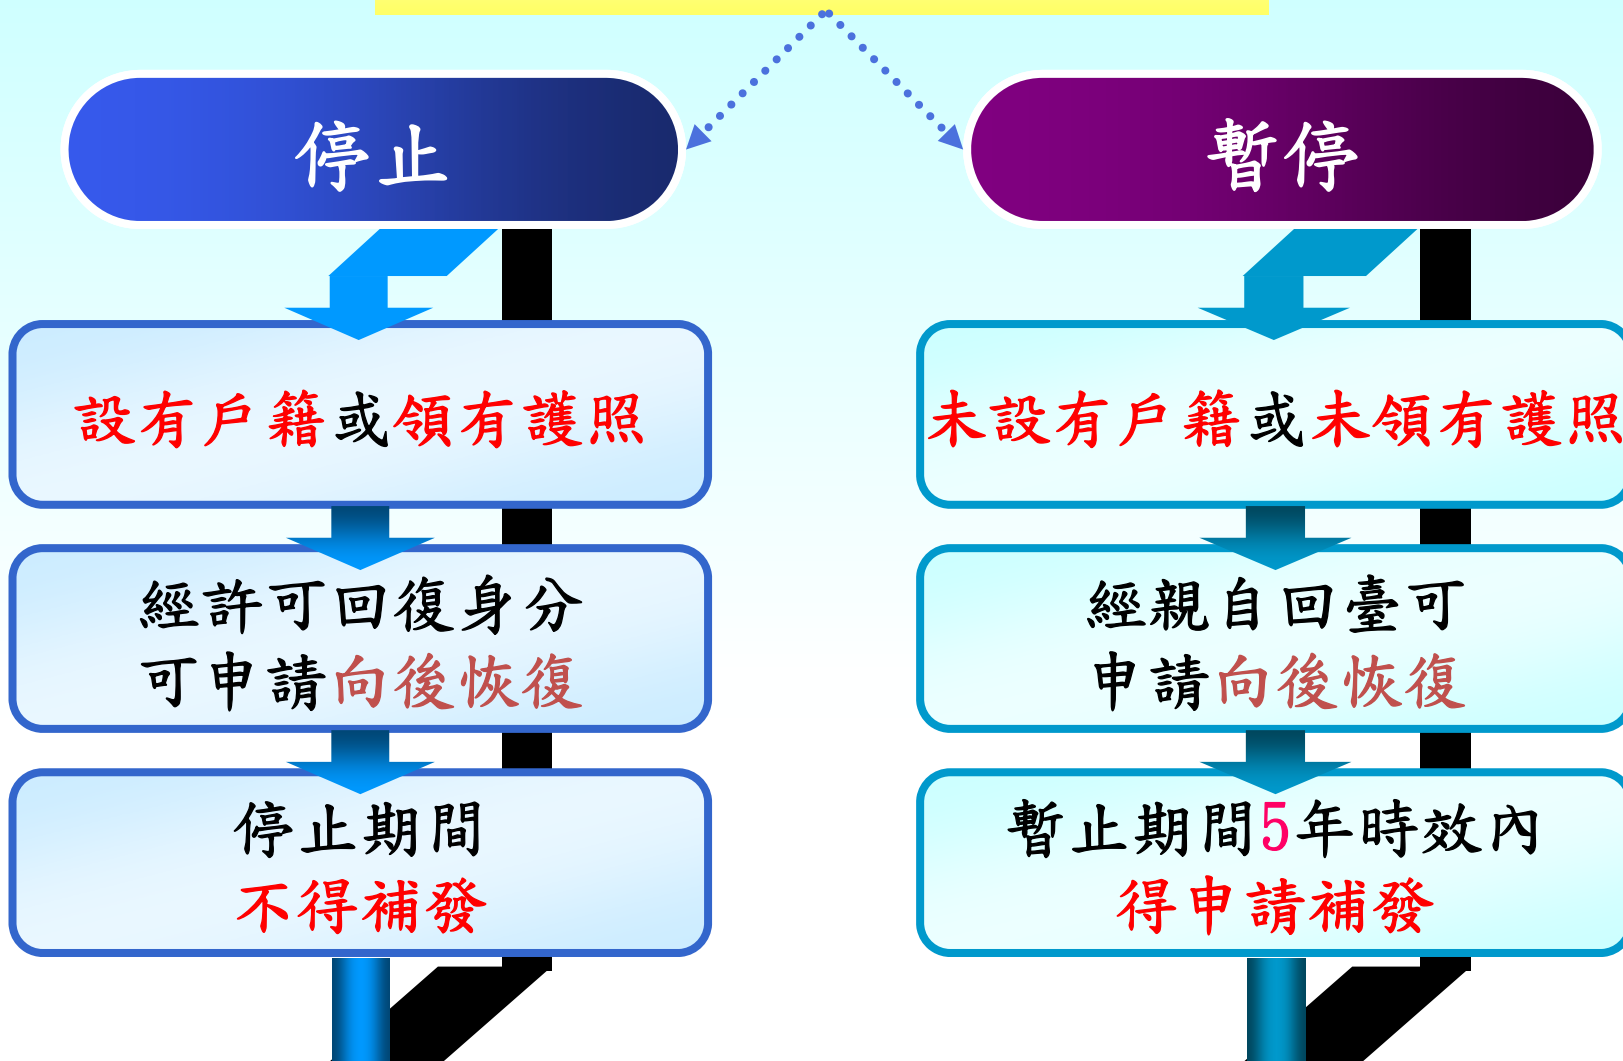 停止
設有戶籍或領有護照
經許可回復身分
可申請向後恢復
停止期間
不得補發
暫停
未設有戶籍或未領有護照
經親自回臺可
申請向後恢復
暫止期間5年時效內
得申請補發